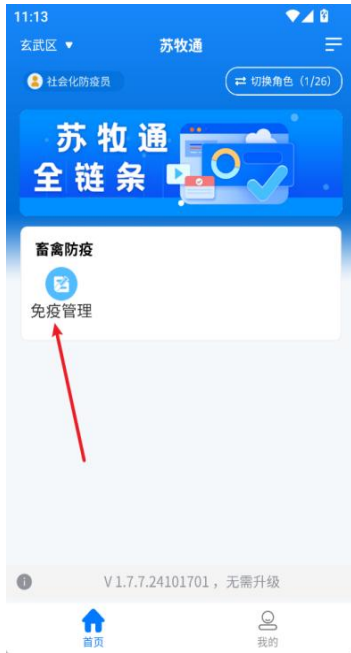 11:13
玄武区 ▼ 苏牧通
社会化防疫员 切换角色（1/26）
苏牧通
全链条
畜禽防疫
免疫管理
V 1.7.7.24101701，无需升级
首页 我的